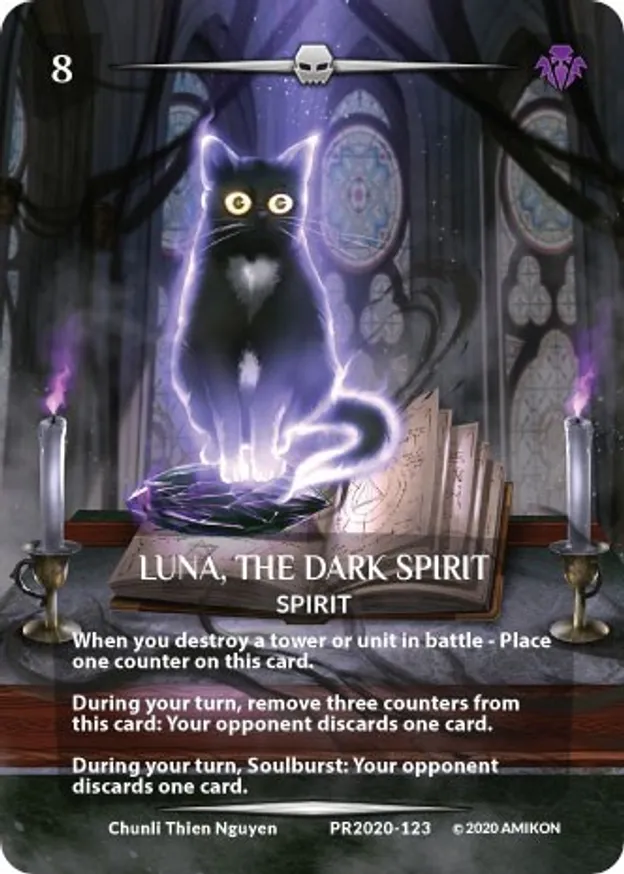 8
LUNA, THE DARK SPIRIT
SPIRIT
When you destroy a tower or unit in battle - Place
one counter on this card.
During your turn, remove three counters from
this card: Your opponent discards one card.
During your turn, Soulburst: Your opponent
discards one card.
Chunli Thien Nguyen PR2020-123 © 2020 AMIKON